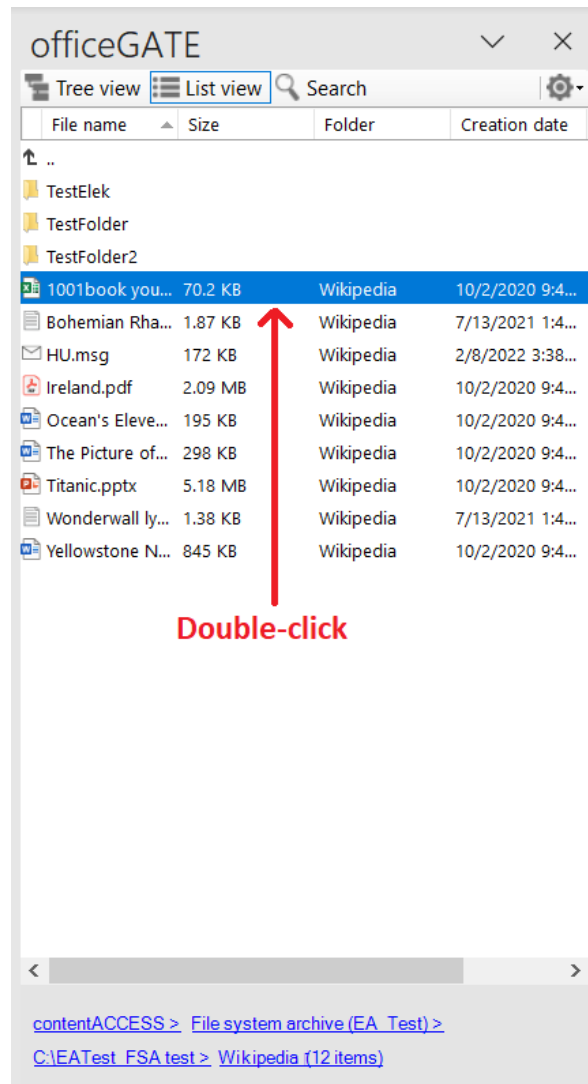 officeGATE
Tree view List view Search
File name Size Folder Creation date
..
TestElek
TestFolder
TestFolder2
1001book you... 70.2 KB Wikipedia 10/2/2020 9:4...
Bohemian Rha... 1.87 KB Wikipedia 7/13/2021 1:4...
HU.msg 172 KB Wikipedia 2/8/2022 3:38...
Ireland.pdf 2.09 MB Wikipedia 10/2/2020 9:4...
Ocean's Eleve... 195 KB Wikipedia 10/2/2020 9:4...
The Picture of... 298 KB Wikipedia 10/2/2020 9:4...
Titanic.pptx 5.18 MB Wikipedia 10/2/2020 9:4...
Wonderwall ly... 1.38 KB Wikipedia 7/13/2021 1:4...
Yellowstone N... 845 KB Wikipedia 10/2/2020 9:4...
Double-click
contentACCESS > File system archive (EA_Test) >
C:\EATest_FSA test > Wikipedia (12 items)